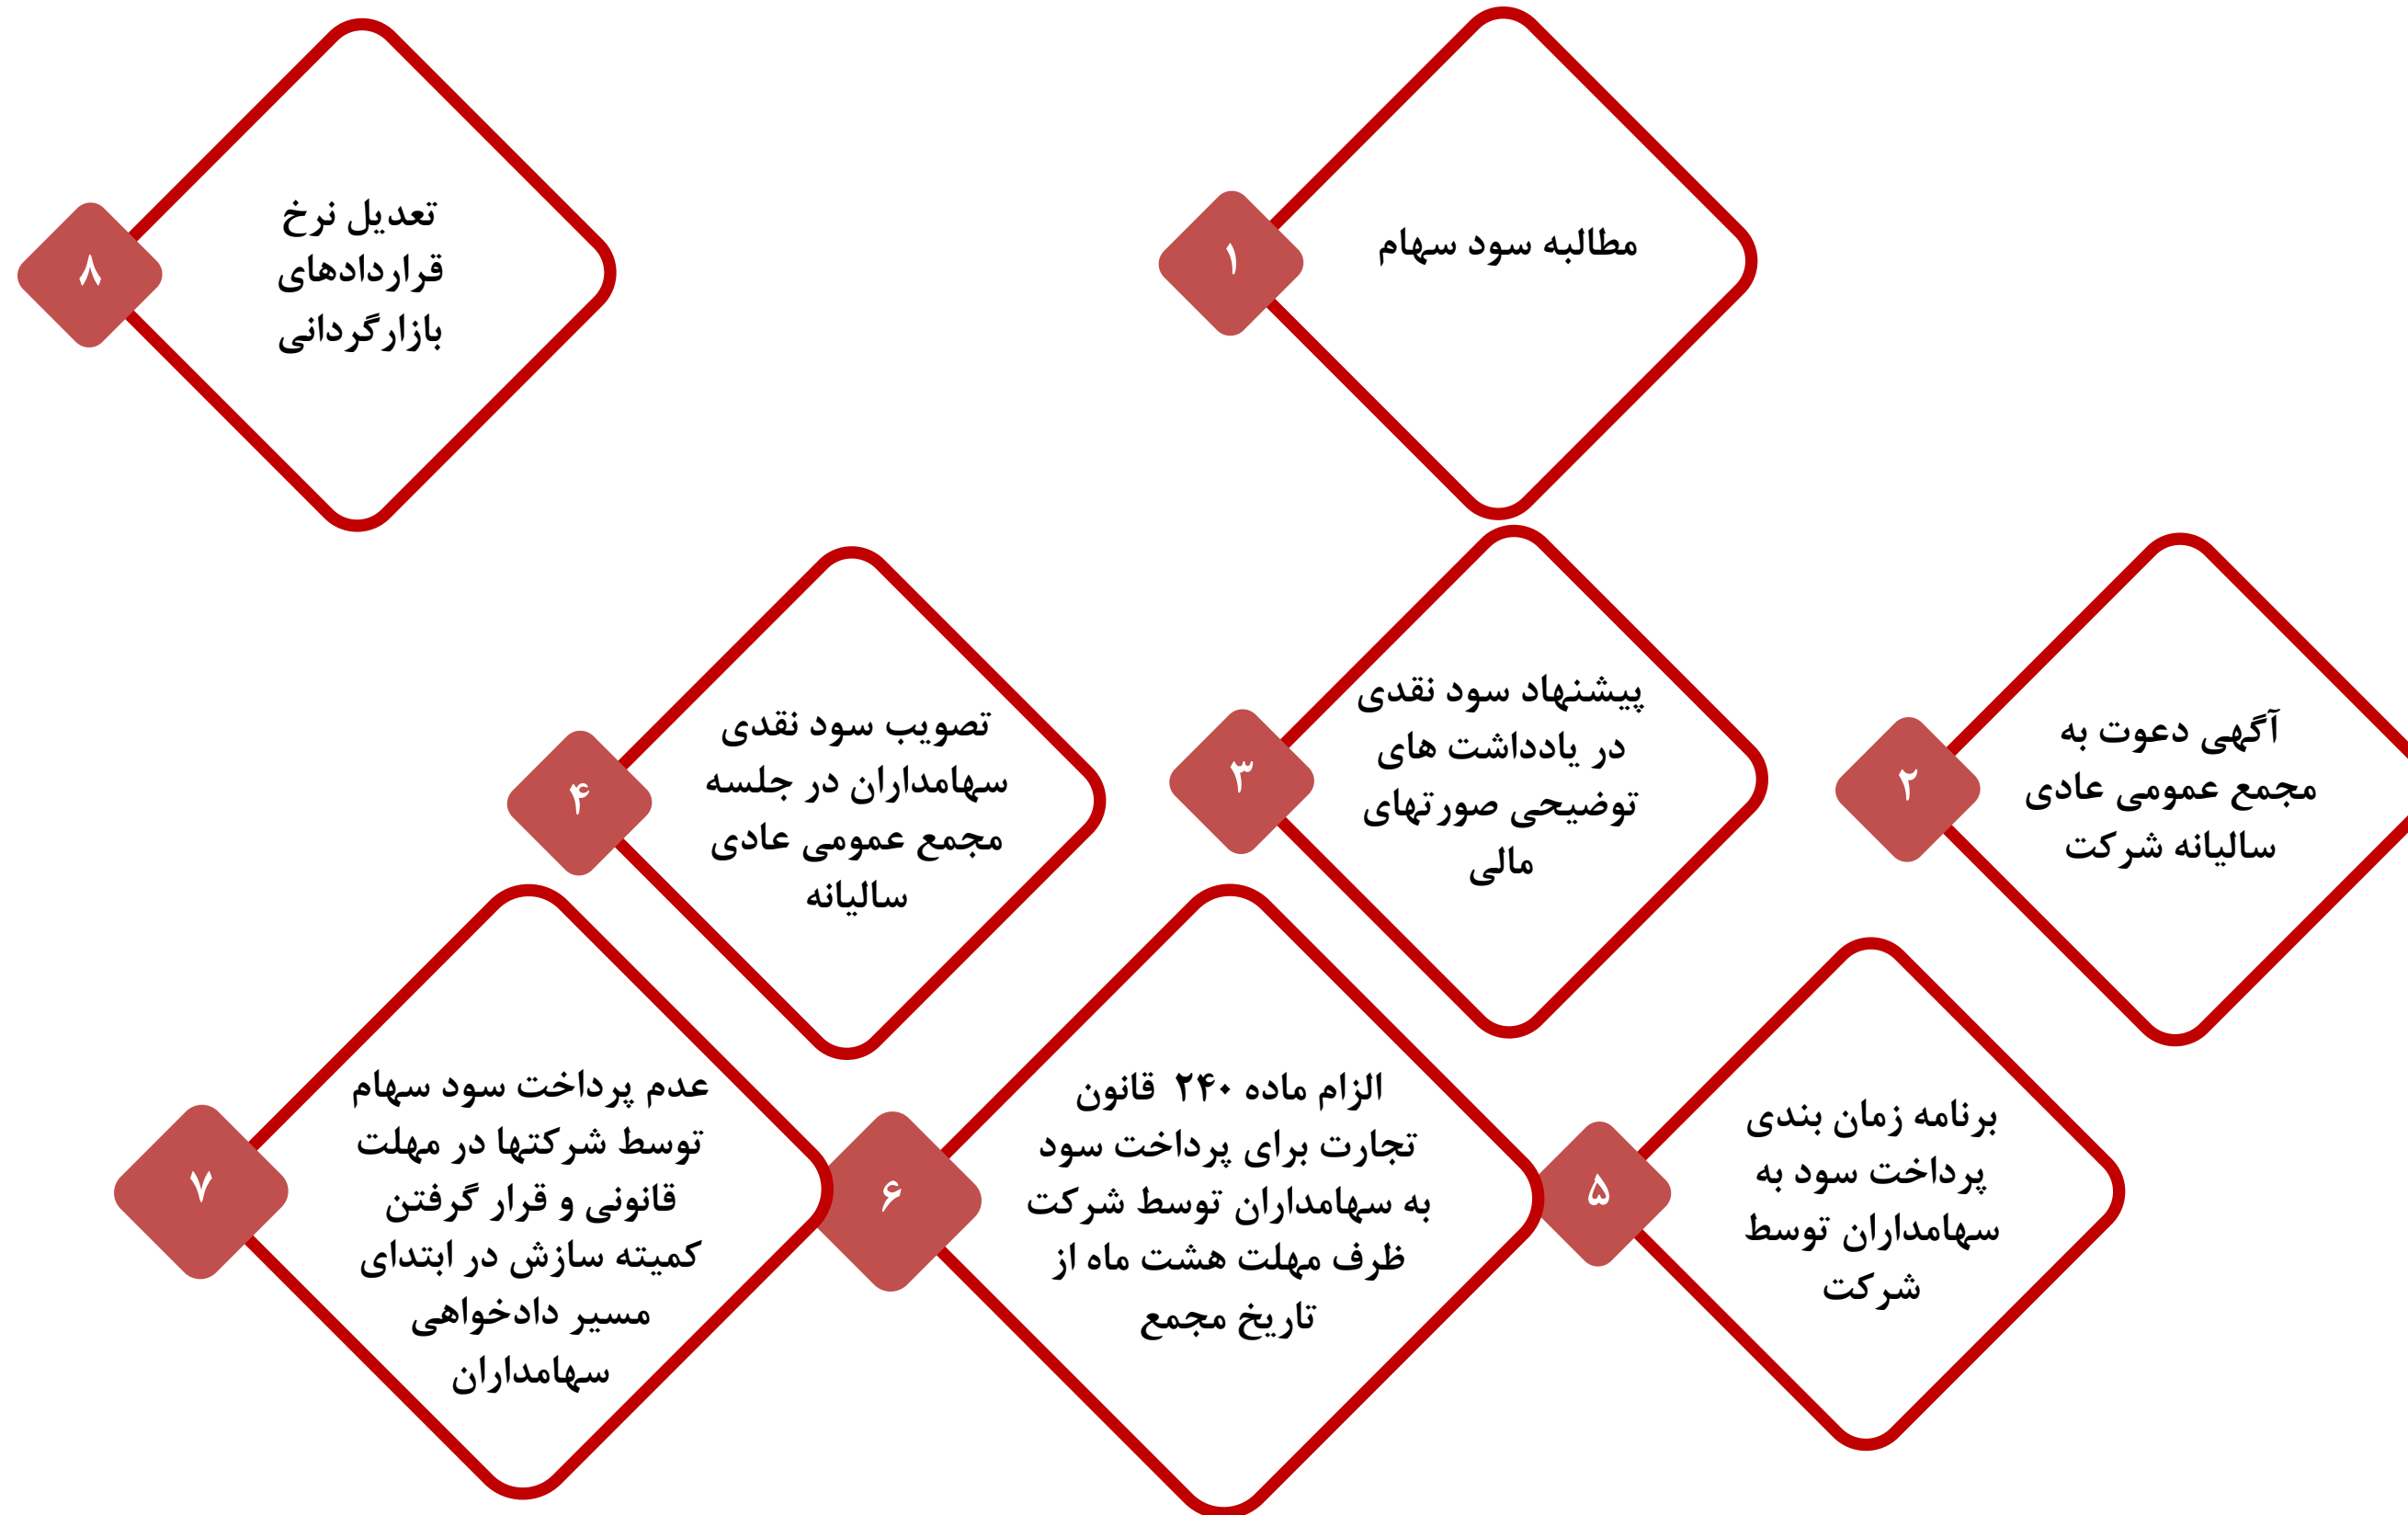 ۱
مطالبه سود سهام
۲
آگهی دعوت به
مجمع عمومی عادی
سالیانه شرکت
۳
پیشنهاد سود نقدی
در یادداشت های
توضیحی صورتهای
مالی
۴
تصویب سود نقدی
سهامداران در جلسه
مجمع عمومی عادی
سالیانه
۵
برنامه زمان بندی
پرداخت سود به
سهامداران توسط
شرکت
۶
الزام ماده ۲۴۰ قانون
تجارت برای پرداخت سود
به سهامداران توسط شرکت
ظرف مهلت هشت ماه از
تاریخ مجمع
۷
عدم پرداخت سود سهام
توسط شرکتها در مهلت
قانونی و قرار گرفتن
کمیته سازش در ابتدای
مسیر دادخواهی
سهامداران
۸
تعدیل نرخ
قراردادهای
بازارگردانی